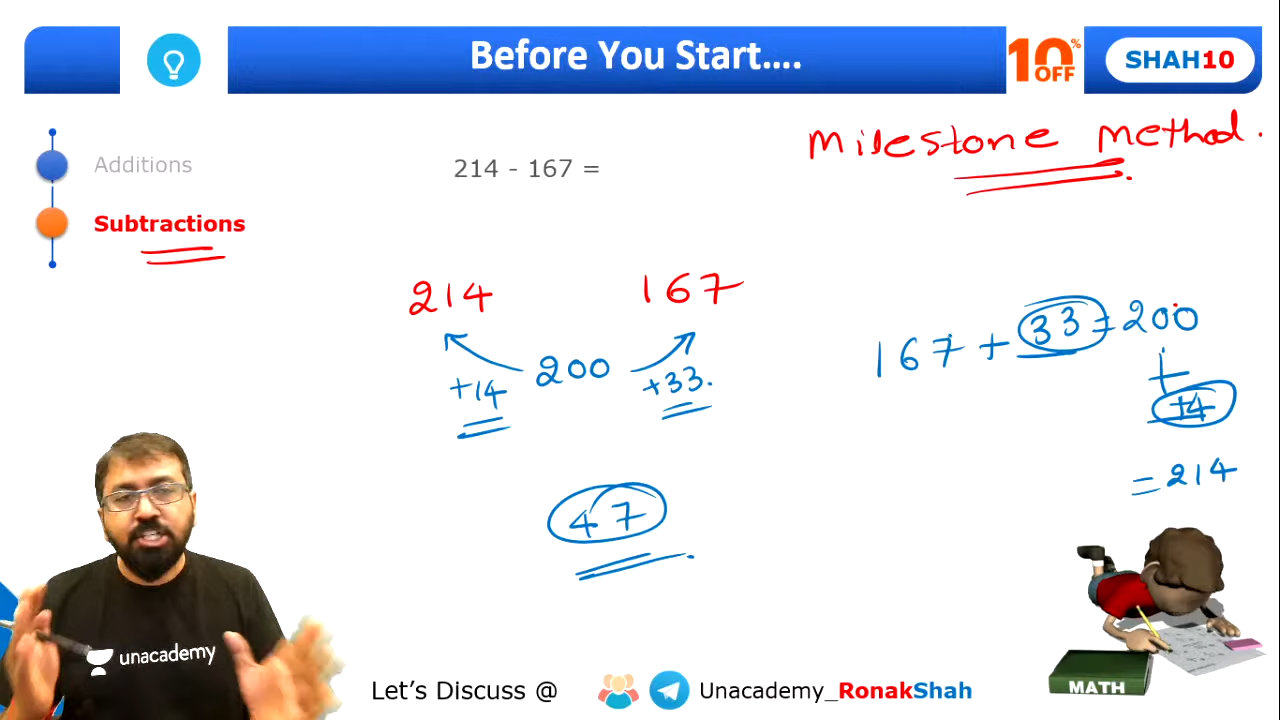 Before You Start....
10% OFF
SHAH10
Milestone Method.
Additions
214 - 167 =
Subtractions
214 167
200
+14 +33.
167 + 33 = 200
+
14
= 214
47
unacademy
MATH
Let's Discuss @ Unacademy_RonakShah